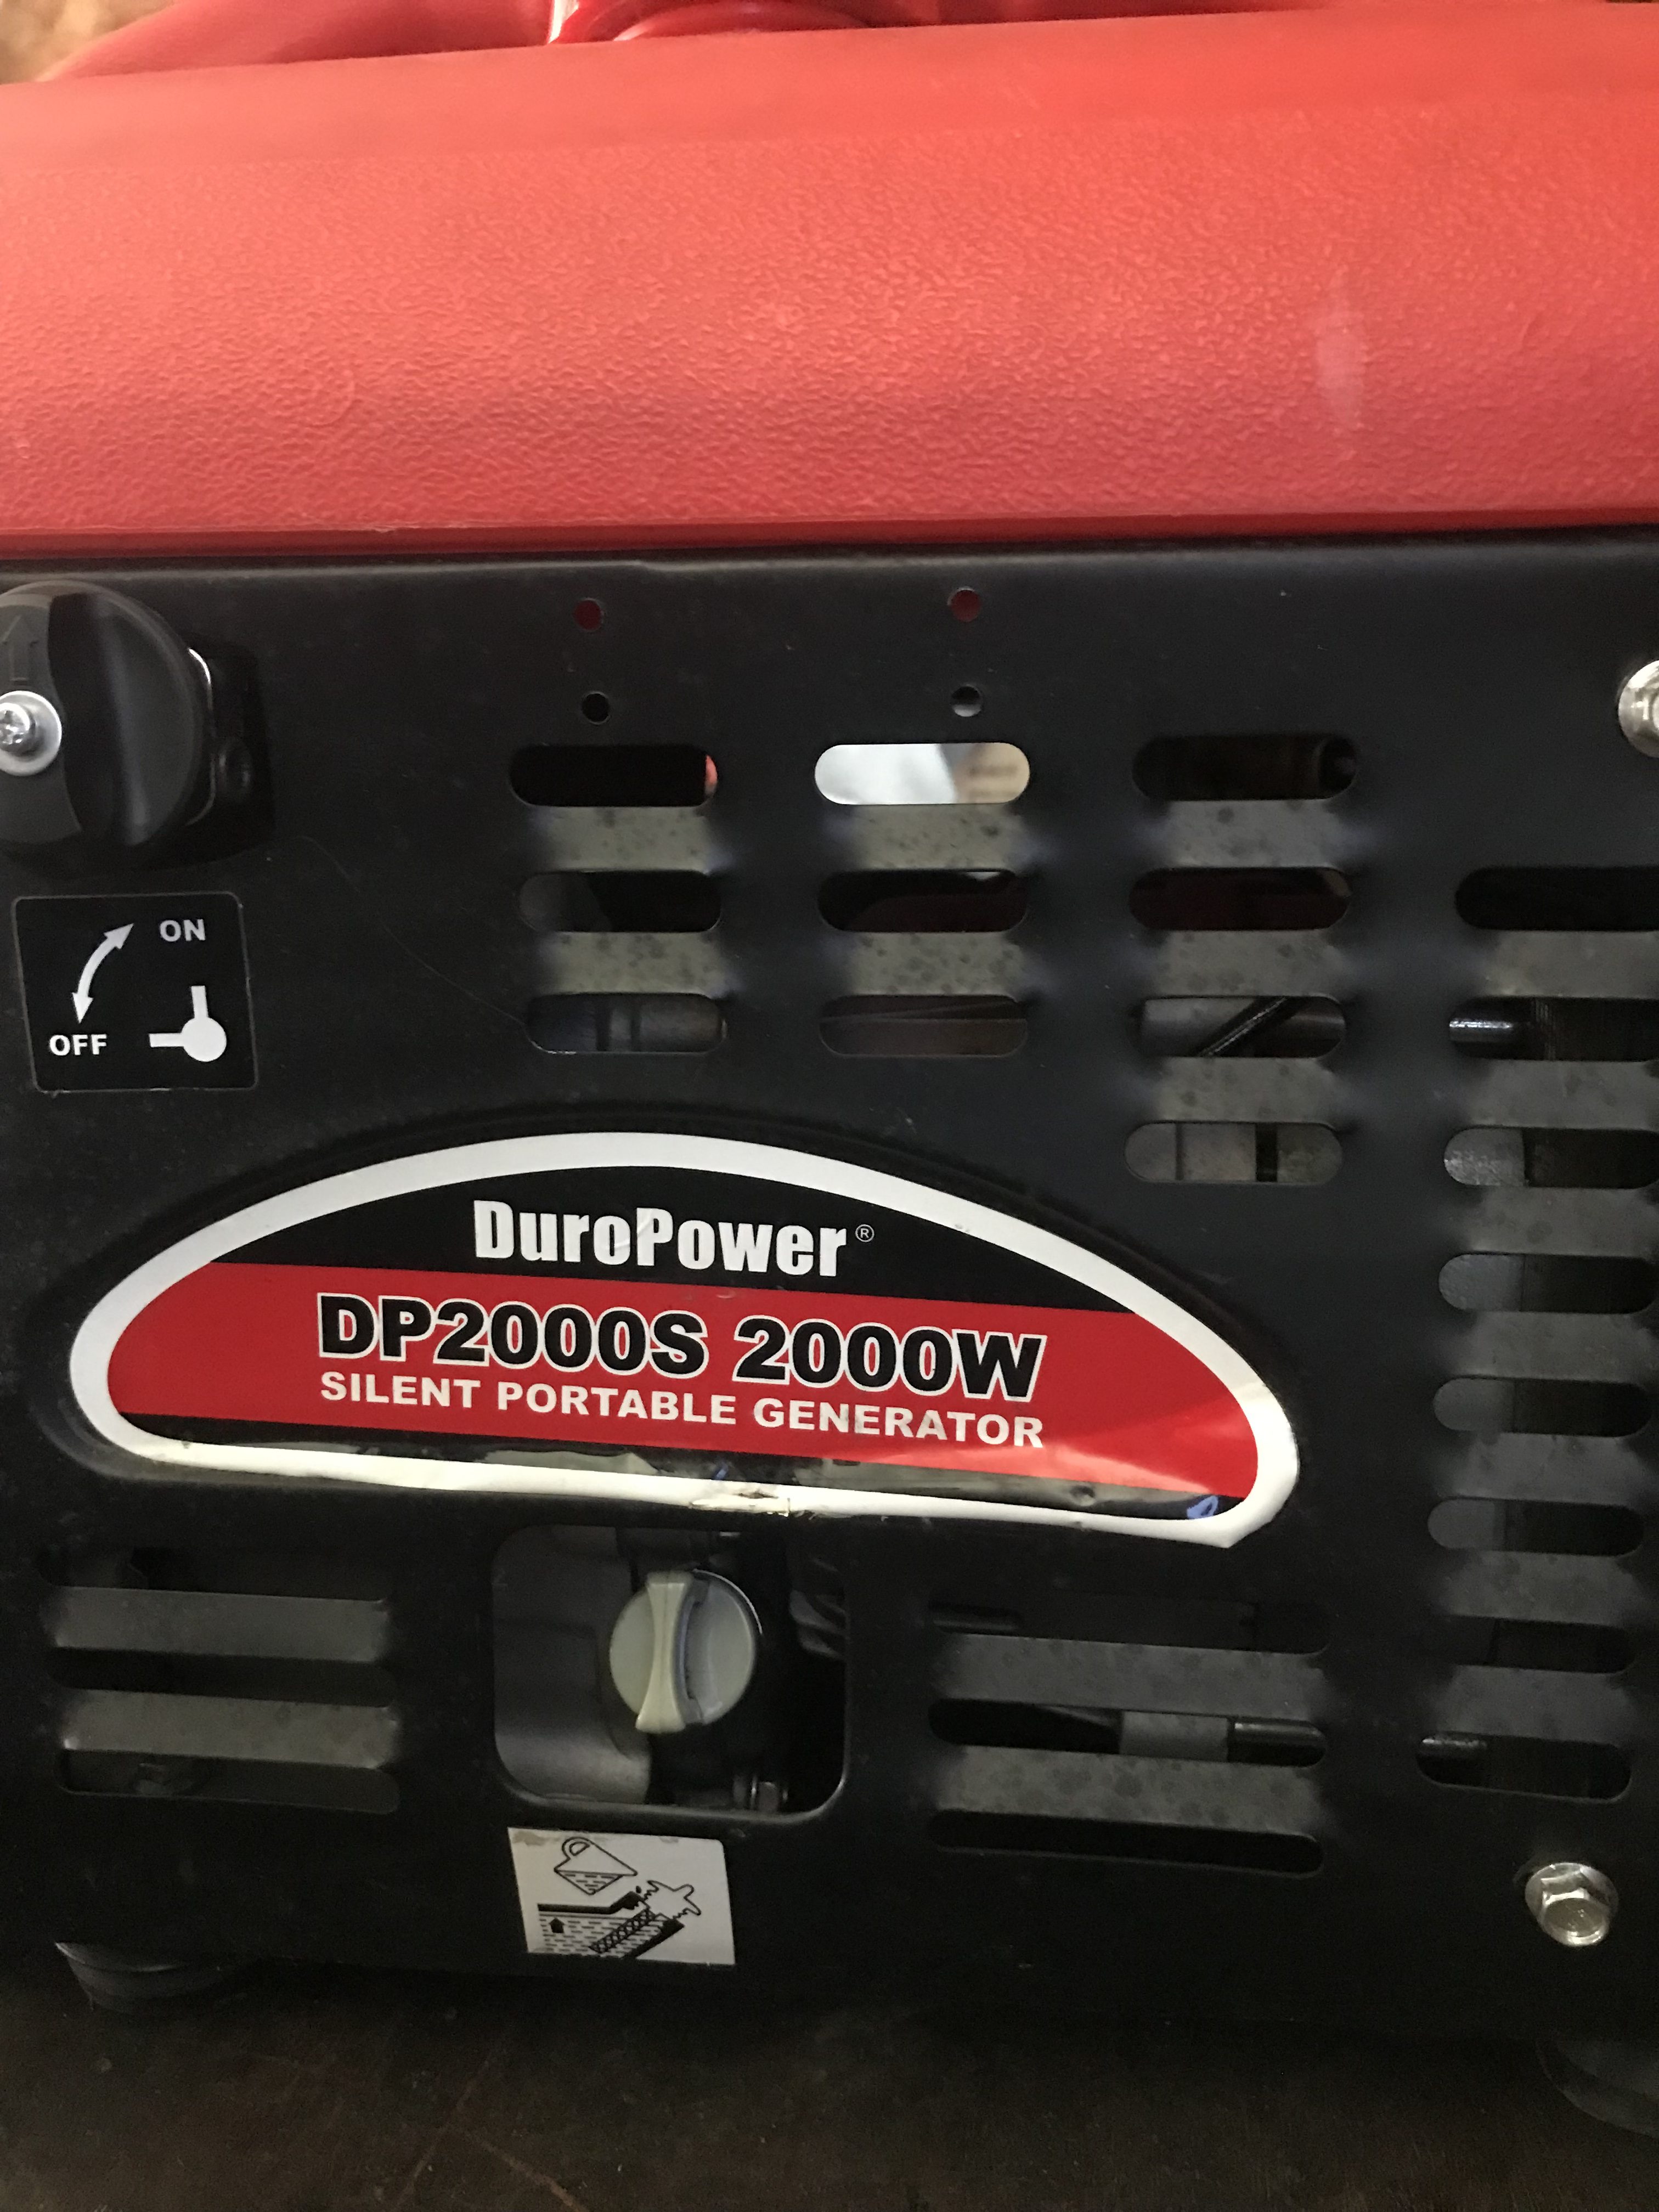 ON
OFF
DuroPower®
DP2000S 2000W
SILENT PORTABLE GENERATOR